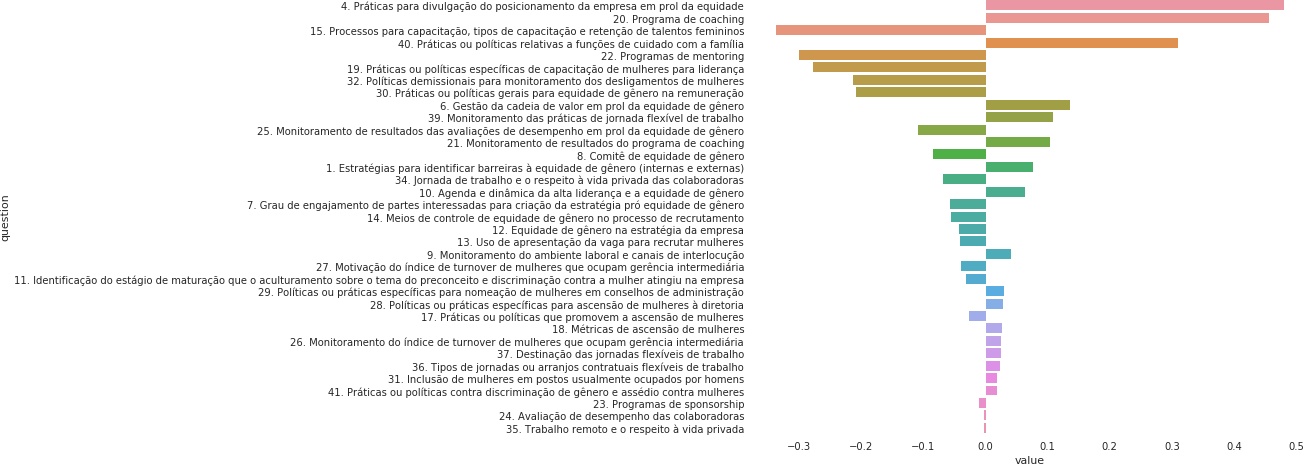 4. Práticas para divulgação do posicionamento da empresa em prol da equidade
20. Programa de coaching
15. Processos para capacitação, tipos de capacitação e retenção de talentos femininos
40. Práticas ou políticas relativas a funções de cuidado com a família
22. Programas de mentoring
19. Práticas ou políticas específicas de capacitação de mulheres para liderança
32. Políticas demissionais para monitoramento dos desligamentos de mulheres
30. Práticas ou políticas gerais para equidade de gênero na remuneração
6. Gestão da cadeia de valor em prol da equidade de gênero
39. Monitoramento das práticas de jornada flexível de trabalho
25. Monitoramento de resultados das avaliações de desempenho em prol da equidade de gênero
21. Monitoramento de resultados do programa de coaching
8. Comitê de equidade de gênero
1. Estratégias para identificar barreiras à equidade de gênero (internas e externas)
34. Jornada de trabalho e o respeito à vida privada das colaboradoras
10. Agenda e dinâmica da alta liderança e a equidade de gênero
7. Grau de engajamento de partes interessadas para criação da estratégia pró equidade de gênero
14. Meios de controle de equidade de gênero no processo de recrutamento
12. Equidade de gênero na estratégia da empresa
13. Uso de apresentação da vaga para recrutar mulheres
9. Monitoramento do ambiente laboral e canais de interlocução
27. Motivação do índice de turnover de mulheres que ocupam gerência intermediária
11. Identificação do estágio de maturação que o aculturamento sobre o tema do preconceito e discriminação contra a mulher atingiu na empresa
29. Políticas ou práticas específicas para nomeação de mulheres em conselhos de administração
28. Políticas ou práticas específicas para ascensão de mulheres à diretoria
17. Práticas ou políticas que promovem a ascensão de mulheres
18. Métricas de ascensão de mulheres
26. Monitoramento do índice de turnover de mulheres que ocupam gerência intermediária
37. Destinação das jornadas flexíveis de trabalho
36. Tipos de jornadas ou arranjos contratuais flexíveis de trabalho
31. Inclusão de mulheres em postos usualmente ocupados por homens
41. Práticas ou políticas contra discriminação de gênero e assédio contra mulheres
23. Programas de sponsorship
24. Avaliação de desempenho das colaboradoras
35. Trabalho remoto e o respeito à vida privada
question
−0.3 −0.2 −0.1 0.0 0.1 0.2 0.3 0.4 0.5
value